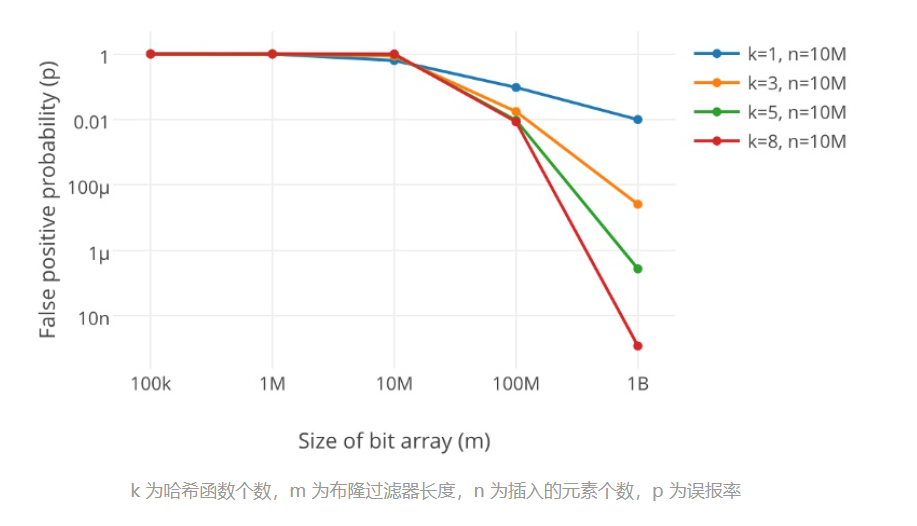 False positive probability (p)
1
0.01
100μ
1μ
10n
100k
1M
10M
100M
1B
Size of bit array (m)
k=1, n=10M
k=3, n=10M
k=5, n=10M
k=8, n=10M
k 为哈希函数个数，m 为布隆过滤器长度，n 为插入的元素个数，p 为误报率